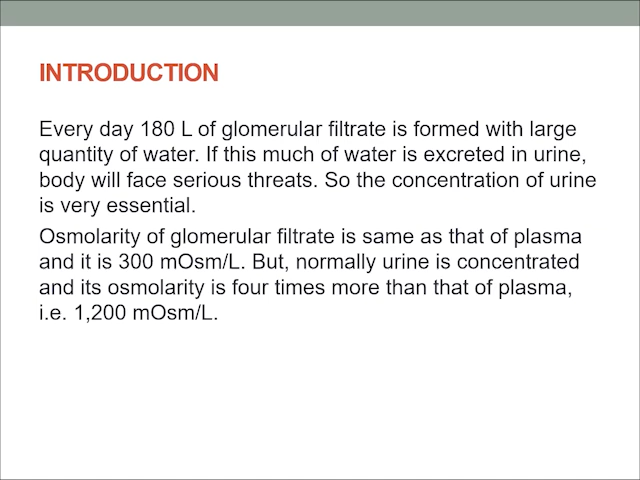 INTRODUCTION
Every day 180 L of glomerular filtrate is formed with large
quantity of water. If this much of water is excreted in urine,
body will face serious threats. So the concentration of urine
is very essential.
Osmolarity of glomerular filtrate is same as that of plasma
and it is 300 mOsm/L. But, normally urine is concentrated
and its osmolarity is four times more than that of plasma,
i.e. 1,200 mOsm/L.